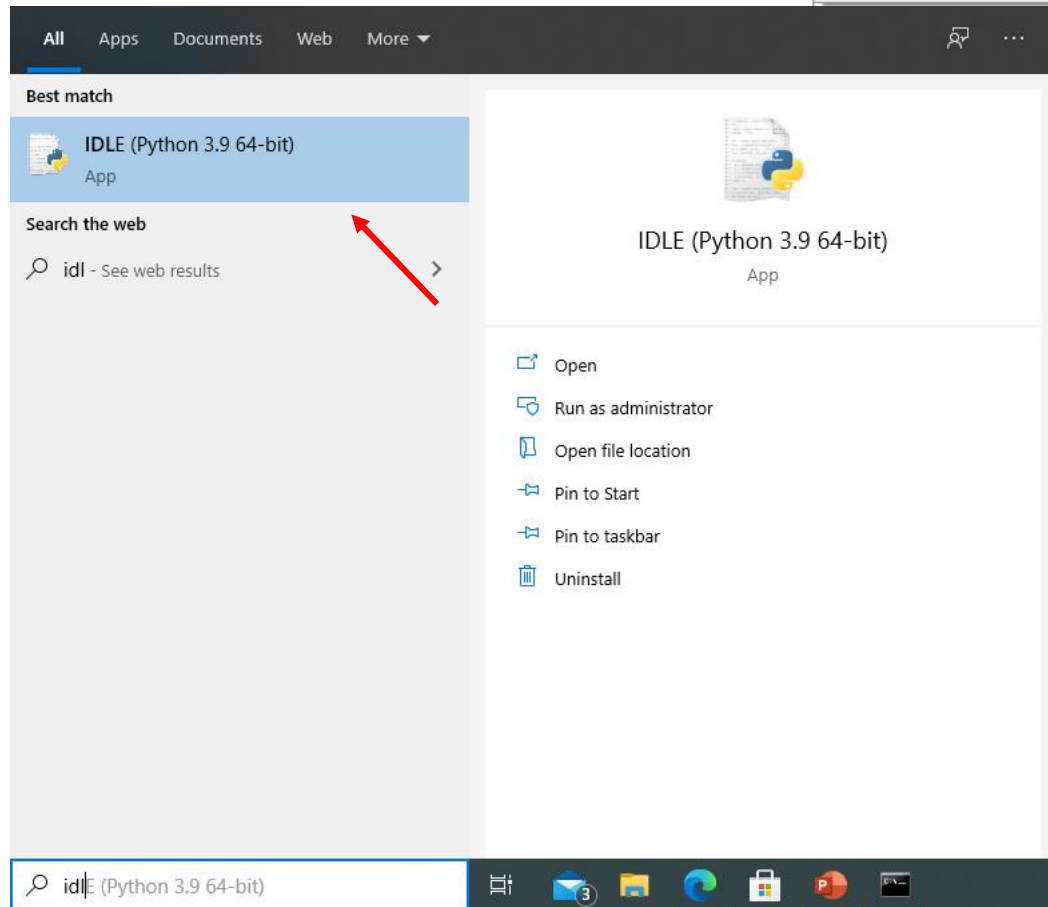 All Apps Documents Web More
Best match
IDLE (Python 3.9 64-bit)
App
Search the web
idl - See web results
IDLE (Python 3.9 64-bit)
App
Open
Run as administrator
Open file location
Pin to Start
Pin to taskbar
Uninstall
idlE (Python 3.9 64-bit)
3